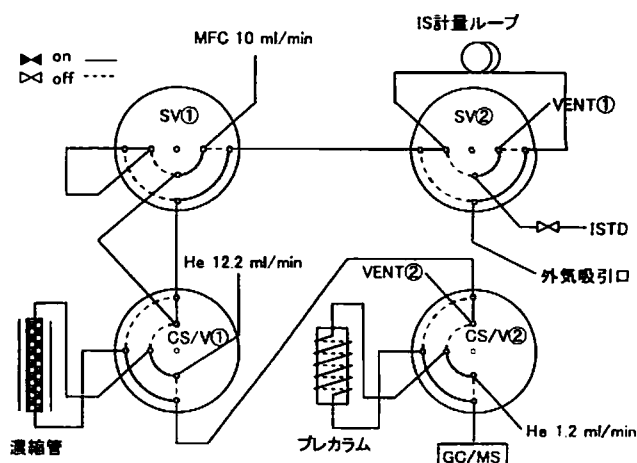 IS計量ループ
MFC 10 ml/min
on
off
SV①
SV②
VENT①
ISTD
外気吸引口
He 12.2 ml/min
VENT②
CS/V①
CS/V②
濃縮管
プレカラム
He 1.2 ml/min
GC/MS